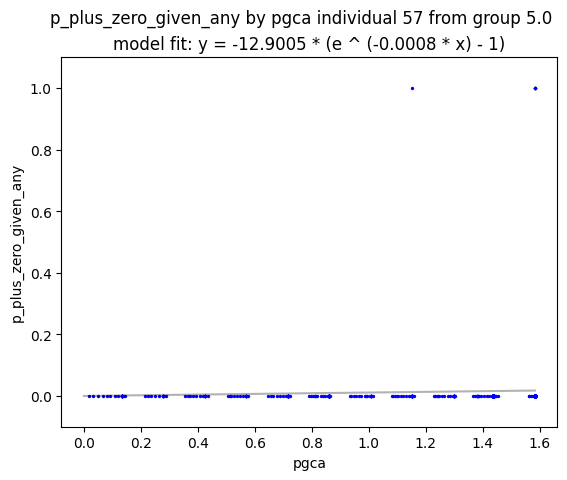 p_plus_zero_given_any by pgca individual 57 from group 5.0
model fit: y = -12.9005 * (e ^ (-0.0008 * x) - 1)
1.0
0.8
0.6
0.4
0.2
0.0
p_plus_zero_given_any
0.0 0.2 0.4 0.6 0.8 1.0 1.2 1.4 1.6
pgca